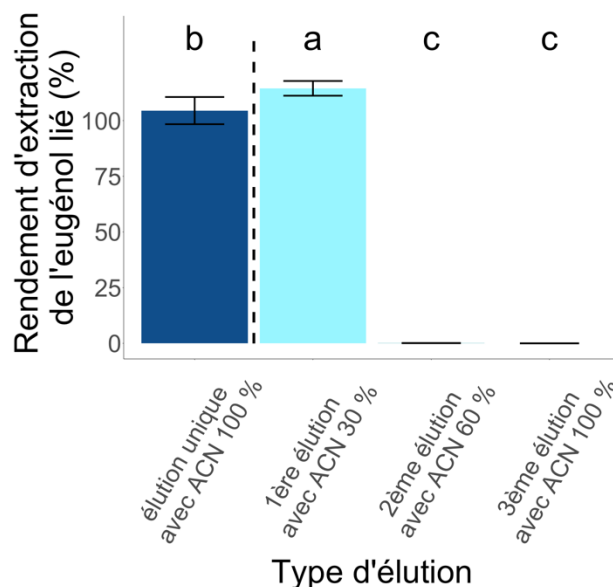 b a c c
Rendement d'extraction
de l'eugénol lié (%)
100
75
50
25
0
élution unique
avec ACN 100 %
1ère élution
avec ACN 30 %
2ème élution
avec ACN 60 %
3ème élution
avec ACN 100 %
Type d'élution